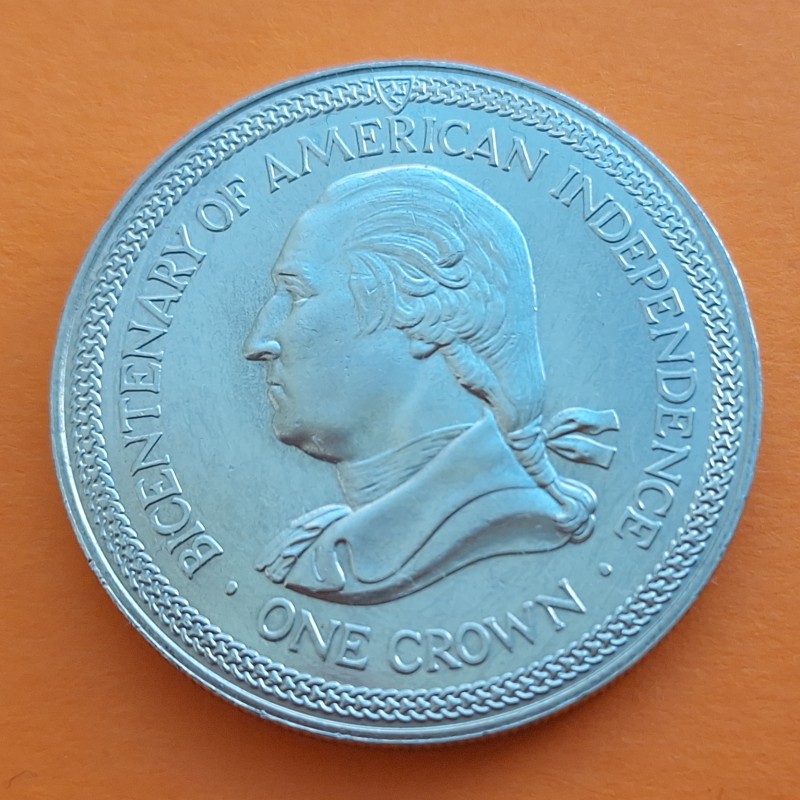 BICENTENARY OF AMERICAN INDEPENDENCE
· ONE CROWN ·